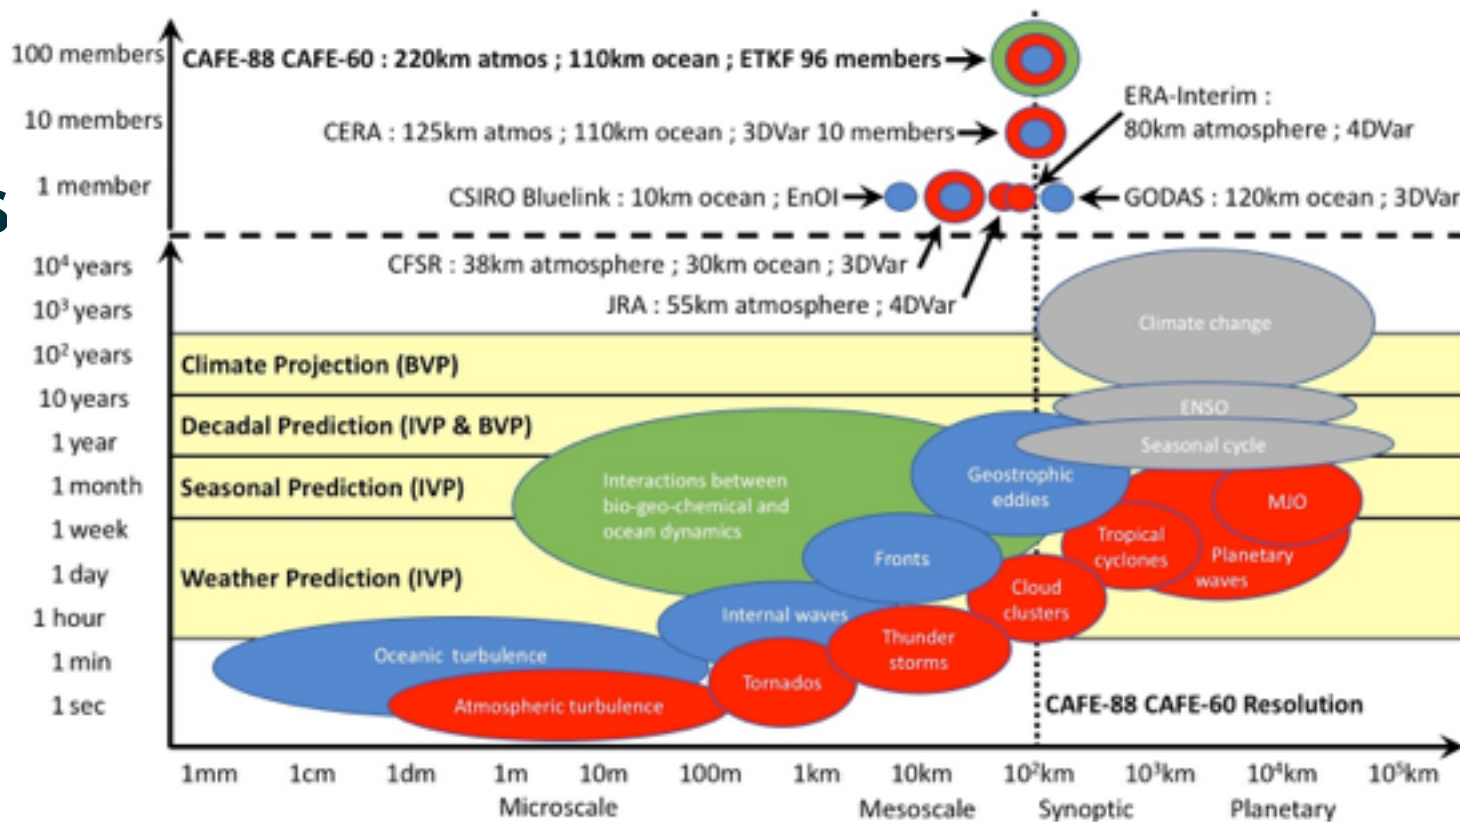 100 members
CAFE-88 CAFE-60 : 220km atmos ; 110km ocean ; ETKF 96 members
ERA-Interim :
10 members
CERA : 125km atmos ; 110km ocean ; 3DVar 10 members
80km atmosphere ; 4DVar
1 member
CSIRO Bluelink : 10km ocean ; EnOI
GODAS : 120km ocean ; 3DVar
s
10⁴ years
CFSR : 38km atmosphere ; 30km ocean ; 3DVar
10³ years
JRA : 55km atmosphere ; 4DVar
Climate change
10² years
Climate Projection (BVP)
10 years
ENSO
Decadal Prediction (IVP & BVP)
1 year
Seasonal cycle
1 month
Seasonal Prediction (IVP)
Interactions between
bio-geo-chemical and
ocean dynamics
Geostrophic
eddies
MJO
1 week
Fronts
Tropical
cyclones
Planetary
waves
1 day
Weather Prediction (IVP)
Cloud
clusters
1 hour
Internal waves
Thunder
storms
1 min
Oceanic turbulence
Tornados
1 sec
Atmospheric turbulence
CAFE-88 CAFE-60 Resolution
1mm 1cm 1dm 1m 10m 100m 1km 10km 10²km 10³km 10⁴km 10⁵km
Microscale Mesoscale Synoptic Planetary